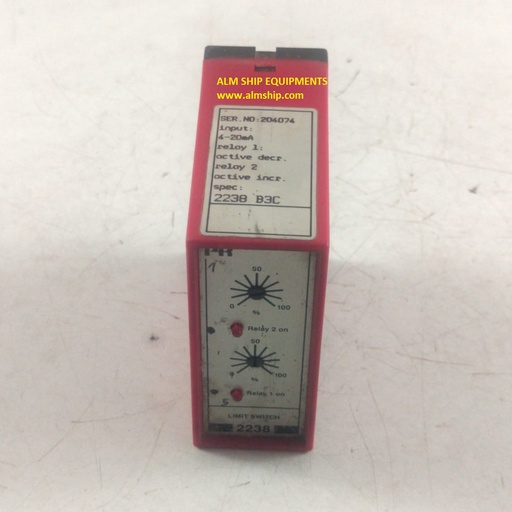 ALM SHIP EQUIPMENTS
www.almship.com
SER.NO:204074
input:
4-20mA
relay 1:
active decr.
relay 2
active incr.
spec:
2238 B3C
PR
50
0 100
%
Relay 2 on
50
100
%
Relay 1 on
S
LIMIT SWITCH
2238